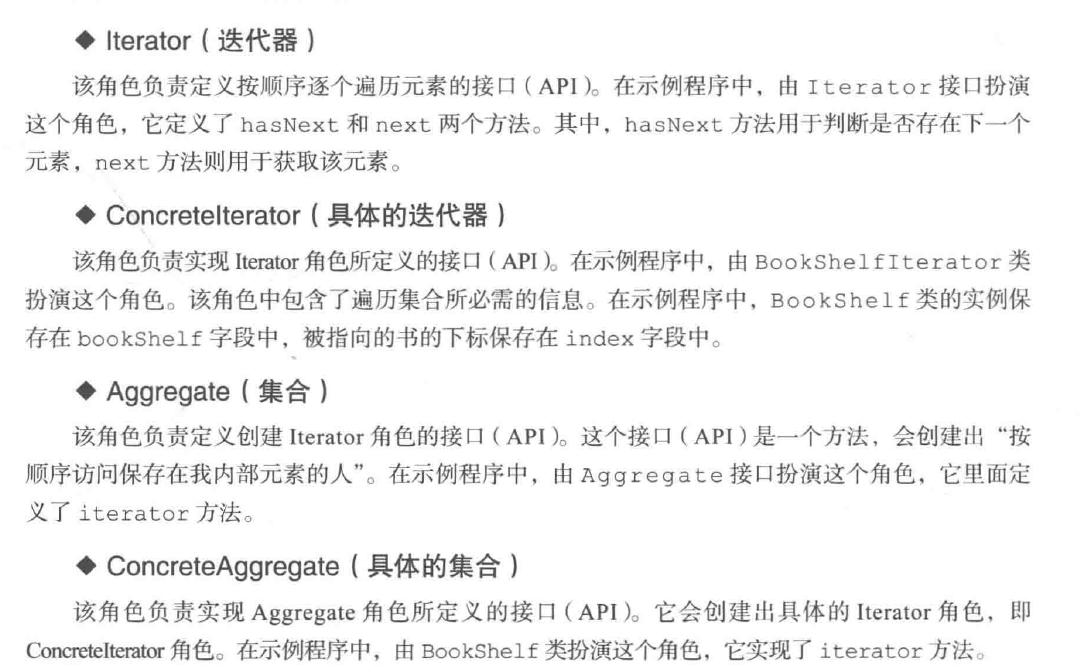 ◆ Iterator（迭代器）
该角色负责定义按顺序逐个遍历元素的接口（API）。在示例程序中，由 Iterator 接口扮演
这个角色，它定义了 hasNext 和 next 两个方法。其中，hasNext 方法用于判断是否存在下一个
元素，next 方法则用于获取该元素。
◆ ConcreteIterator（具体的迭代器）
该角色负责实现 Iterator 角色所定义的接口（API）。在示例程序中，由 BookShelfIterator 类
扮演这个角色。该角色中包含了遍历集合所必需的信息。在示例程序中，BookShelf 类的实例保
存在 bookShelf 字段中，被指向的书的下标保存在 index 字段中。
◆ Aggregate（集合）
该角色负责定义创建 Iterator 角色的接口（API）。这个接口（API）是一个方法，会创建出“按
顺序访问保存在我内部元素的人”。在示例程序中，由 Aggregate 接口扮演这个角色，它里面定
义了 iterator 方法。
◆ ConcreteAggregate（具体的集合）
该角色负责实现 Aggregate 角色所定义的接口（API）。它会创建出具体的 Iterator 角色，即
ConcreteIterator 角色。在示例程序中，由 BookShelf 类扮演这个角色，它实现了 iterator 方法。